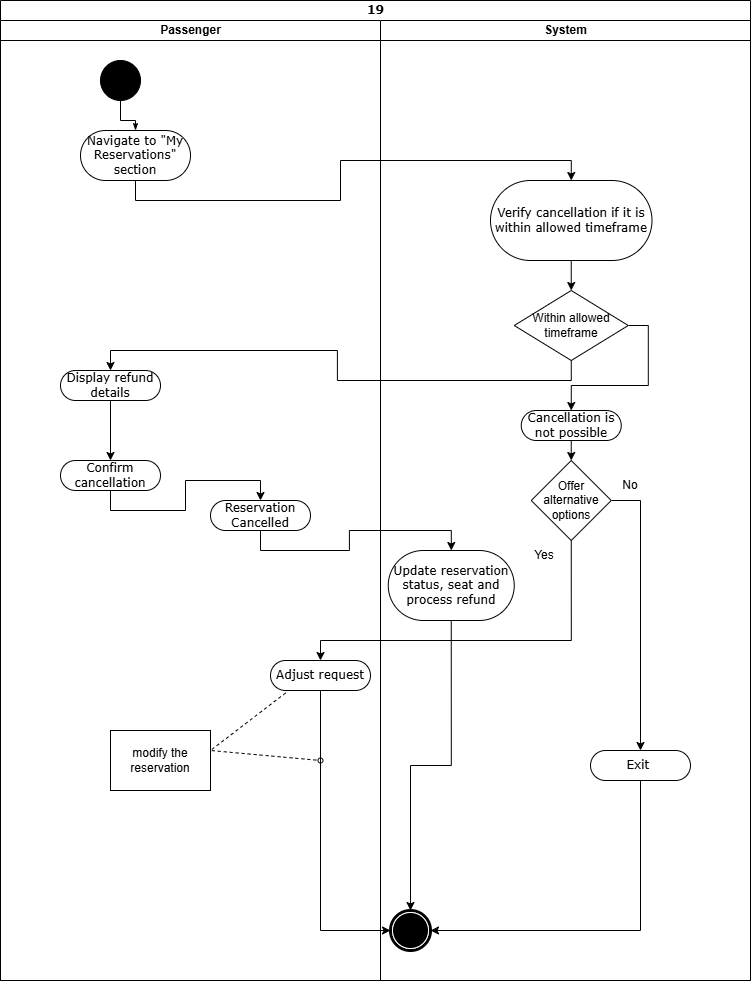 19
Passenger
System
Navigate to "My
Reservations"
section
Verify cancellation if it is
within allowed timeframe
Within allowed
timeframe
Display refund
details
Cancellation is
not possible
Confirm
cancellation
Offer
alternative
options
No
Yes
Reservation
Cancelled
Update reservation
status, seat and
process refund
Adjust request
modify the
reservation
Exit